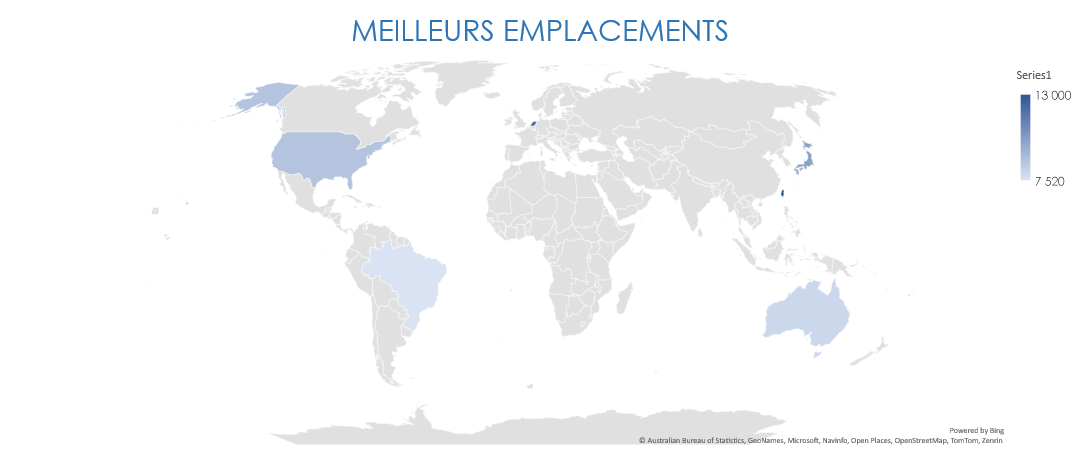 MEILLEURS EMPLACEMENTS
Series1
13 000
7 520
Powered by Bing
© Australian Bureau of Statistics, GeoNames, Microsoft, Navinfo, Open Places, OpenStreetMap, TomTom, Zenrin